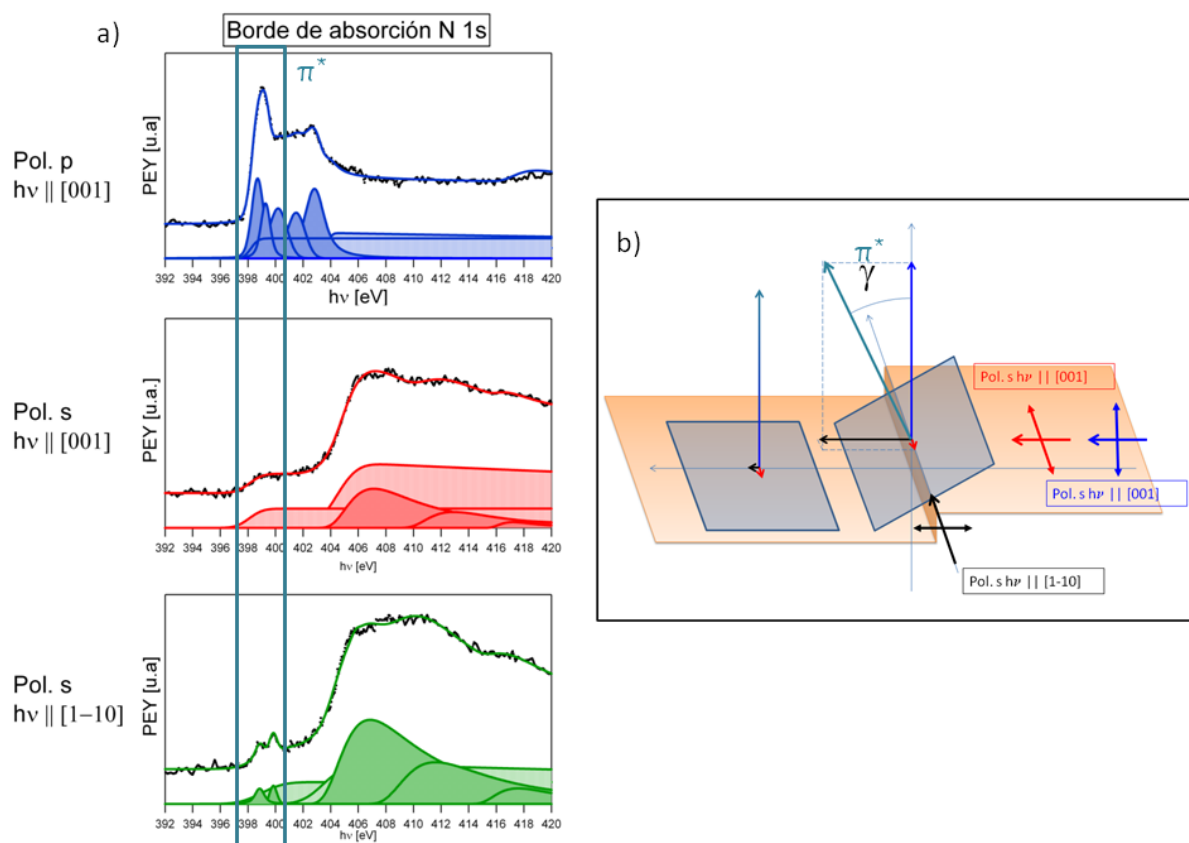 a)
Borde de absorción N 1s
π*
Pol. p
hν || [001]
PEY [u.a]
392 394 396 398 400 402 404 406 408 410 412 414 416 418 420
hν [eV]
Pol. s
hν || [001]
PEY [u.a]
392 394 396 398 400 402 404 406 408 410 412 414 416 418 420
hν [eV]
Pol. s
hν || [1−10]
PEY [u.a]
392 394 396 398 400 402 404 406 408 410 412 414 416 418 420
hν [eV]
b)
π*
γ
Pol. s hν || [001]
Pol. s hν || [001]
Pol. s hν || [1-10]